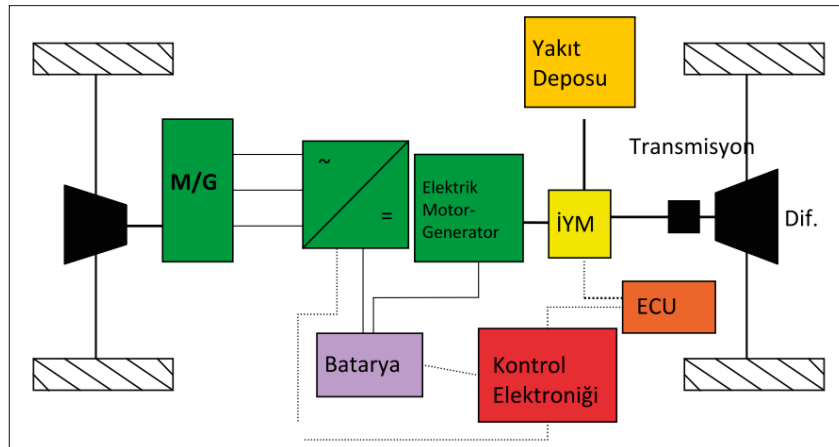 Yakıt
Deposu
Transmisyon
M/G
~
=
Elektrik
Motor-
Generator
İYM
Dif.
ECU
Batarya
Kontrol
Elektroniği